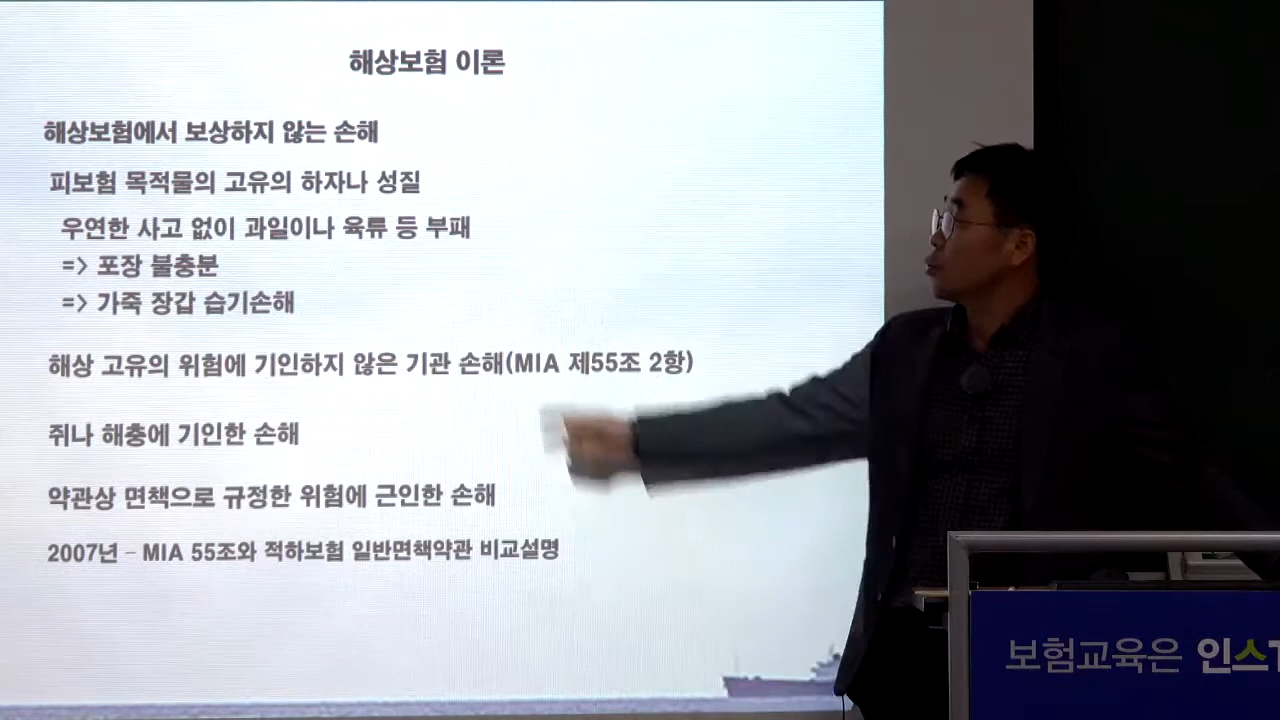 해상보험 이론
해상보험에서 보상하지 않는 손해
피보험 목적물의 고유의 하자나 성질
우연한 사고 없이 과일이나 육류 등 부패
=> 포장 불충분
=> 가죽 장갑 습기손해
해상 고유의 위험에 기인하지 않은 기관 손해(MIA 제55조 2항)
쥐나 해충에 기인한 손해
약관상 면책으로 규정한 위험에 근인한 손해
2007년 - MIA 55조와 적하보험 일반면책약관 비교설명
보험교육은 인스